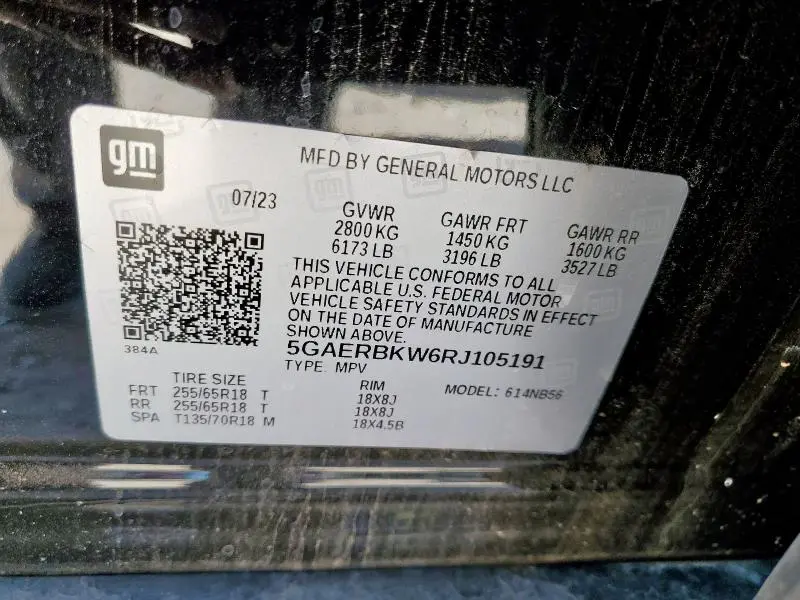 gm
MFD BY GENERAL MOTORS LLC
07/23
GVWR GAWR FRT GAWR RR
2800 KG 1450 KG 1600 KG
6173 LB 3196 LB 3527 LB
THIS VEHICLE CONFORMS TO ALL
APPLICABLE U.S. FEDERAL MOTOR
VEHICLE SAFETY STANDARDS IN EFFECT
ON THE DATE OF MANUFACTURE
SHOWN ABOVE.
384A
5GAERBKW6RJ105191
TYPE. MPV
TIRE SIZE RIM MODEL: 614NB56
FRT 255/65R18 T 18X8J
RR 255/65R18 T 18X8J
SPA T135/70R18 M 18X4.5B